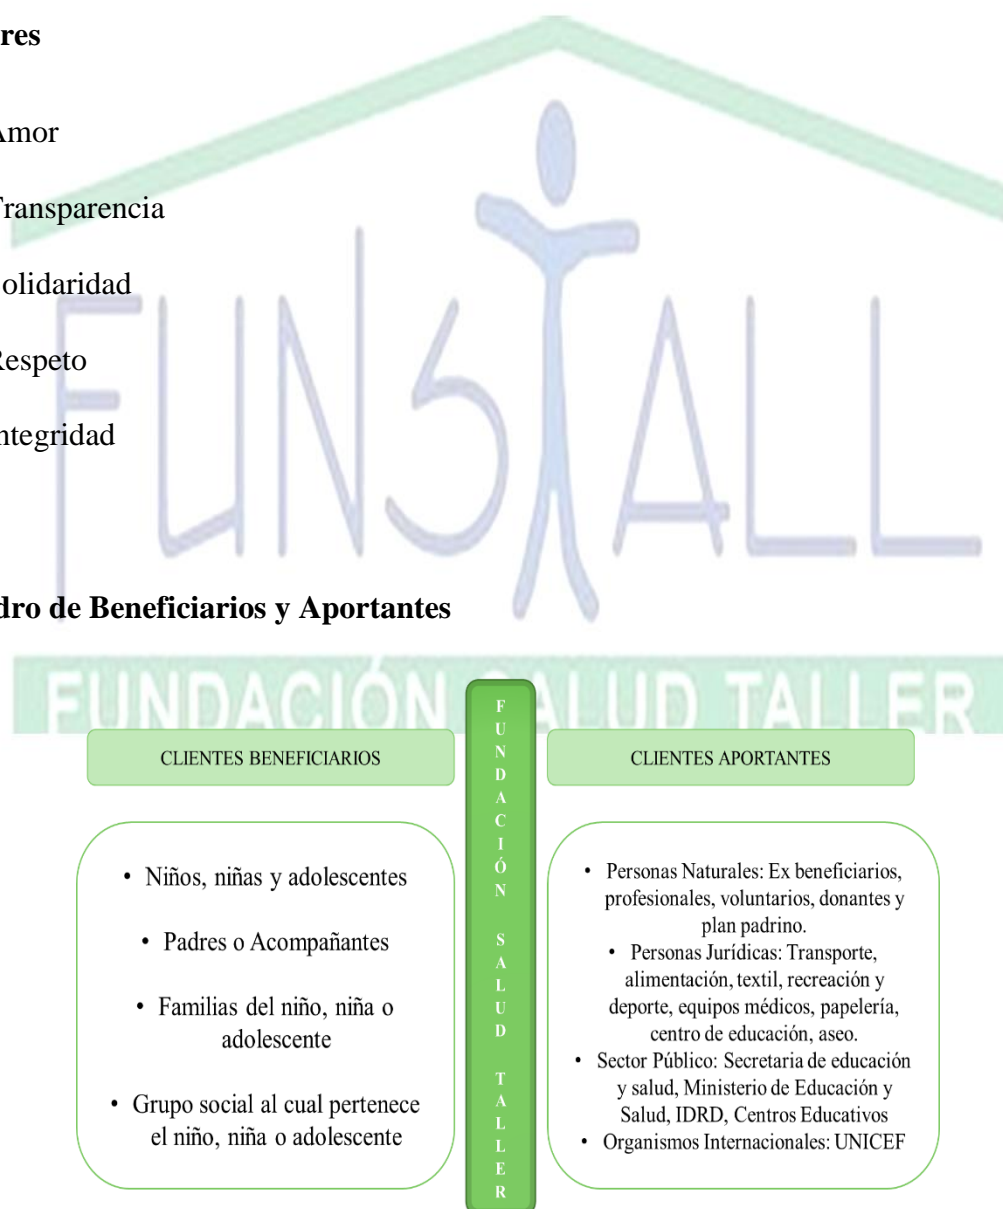 res
Amor
Transparencia
olidaridad
Respeto
ntegridad
FUNSTALL
dro de Beneficiarios y Aportantes
FUNDACIÓN SALUD TALLER
CLIENTES BENEFICIARIOS
• Niños, niñas y adolescentes
• Padres o Acompañantes
• Familias del niño, niña o
adolescente
• Grupo social al cual pertenece
el niño, niña o adolescente
FUNDACIÓN SALUD TALLER
CLIENTES APORTANTES
• Personas Naturales: Ex beneficiarios,
profesionales, voluntarios, donantes y
plan padrino.
• Personas Jurídicas: Transporte,
alimentación, textil, recreación y
deporte, equipos médicos, papelería,
centro de educación, aseo.
• Sector Público: Secretaria de educación
y salud, Ministerio de Educación y
Salud, IDRD, Centros Educativos
• Organismos Internacionales: UNICEF